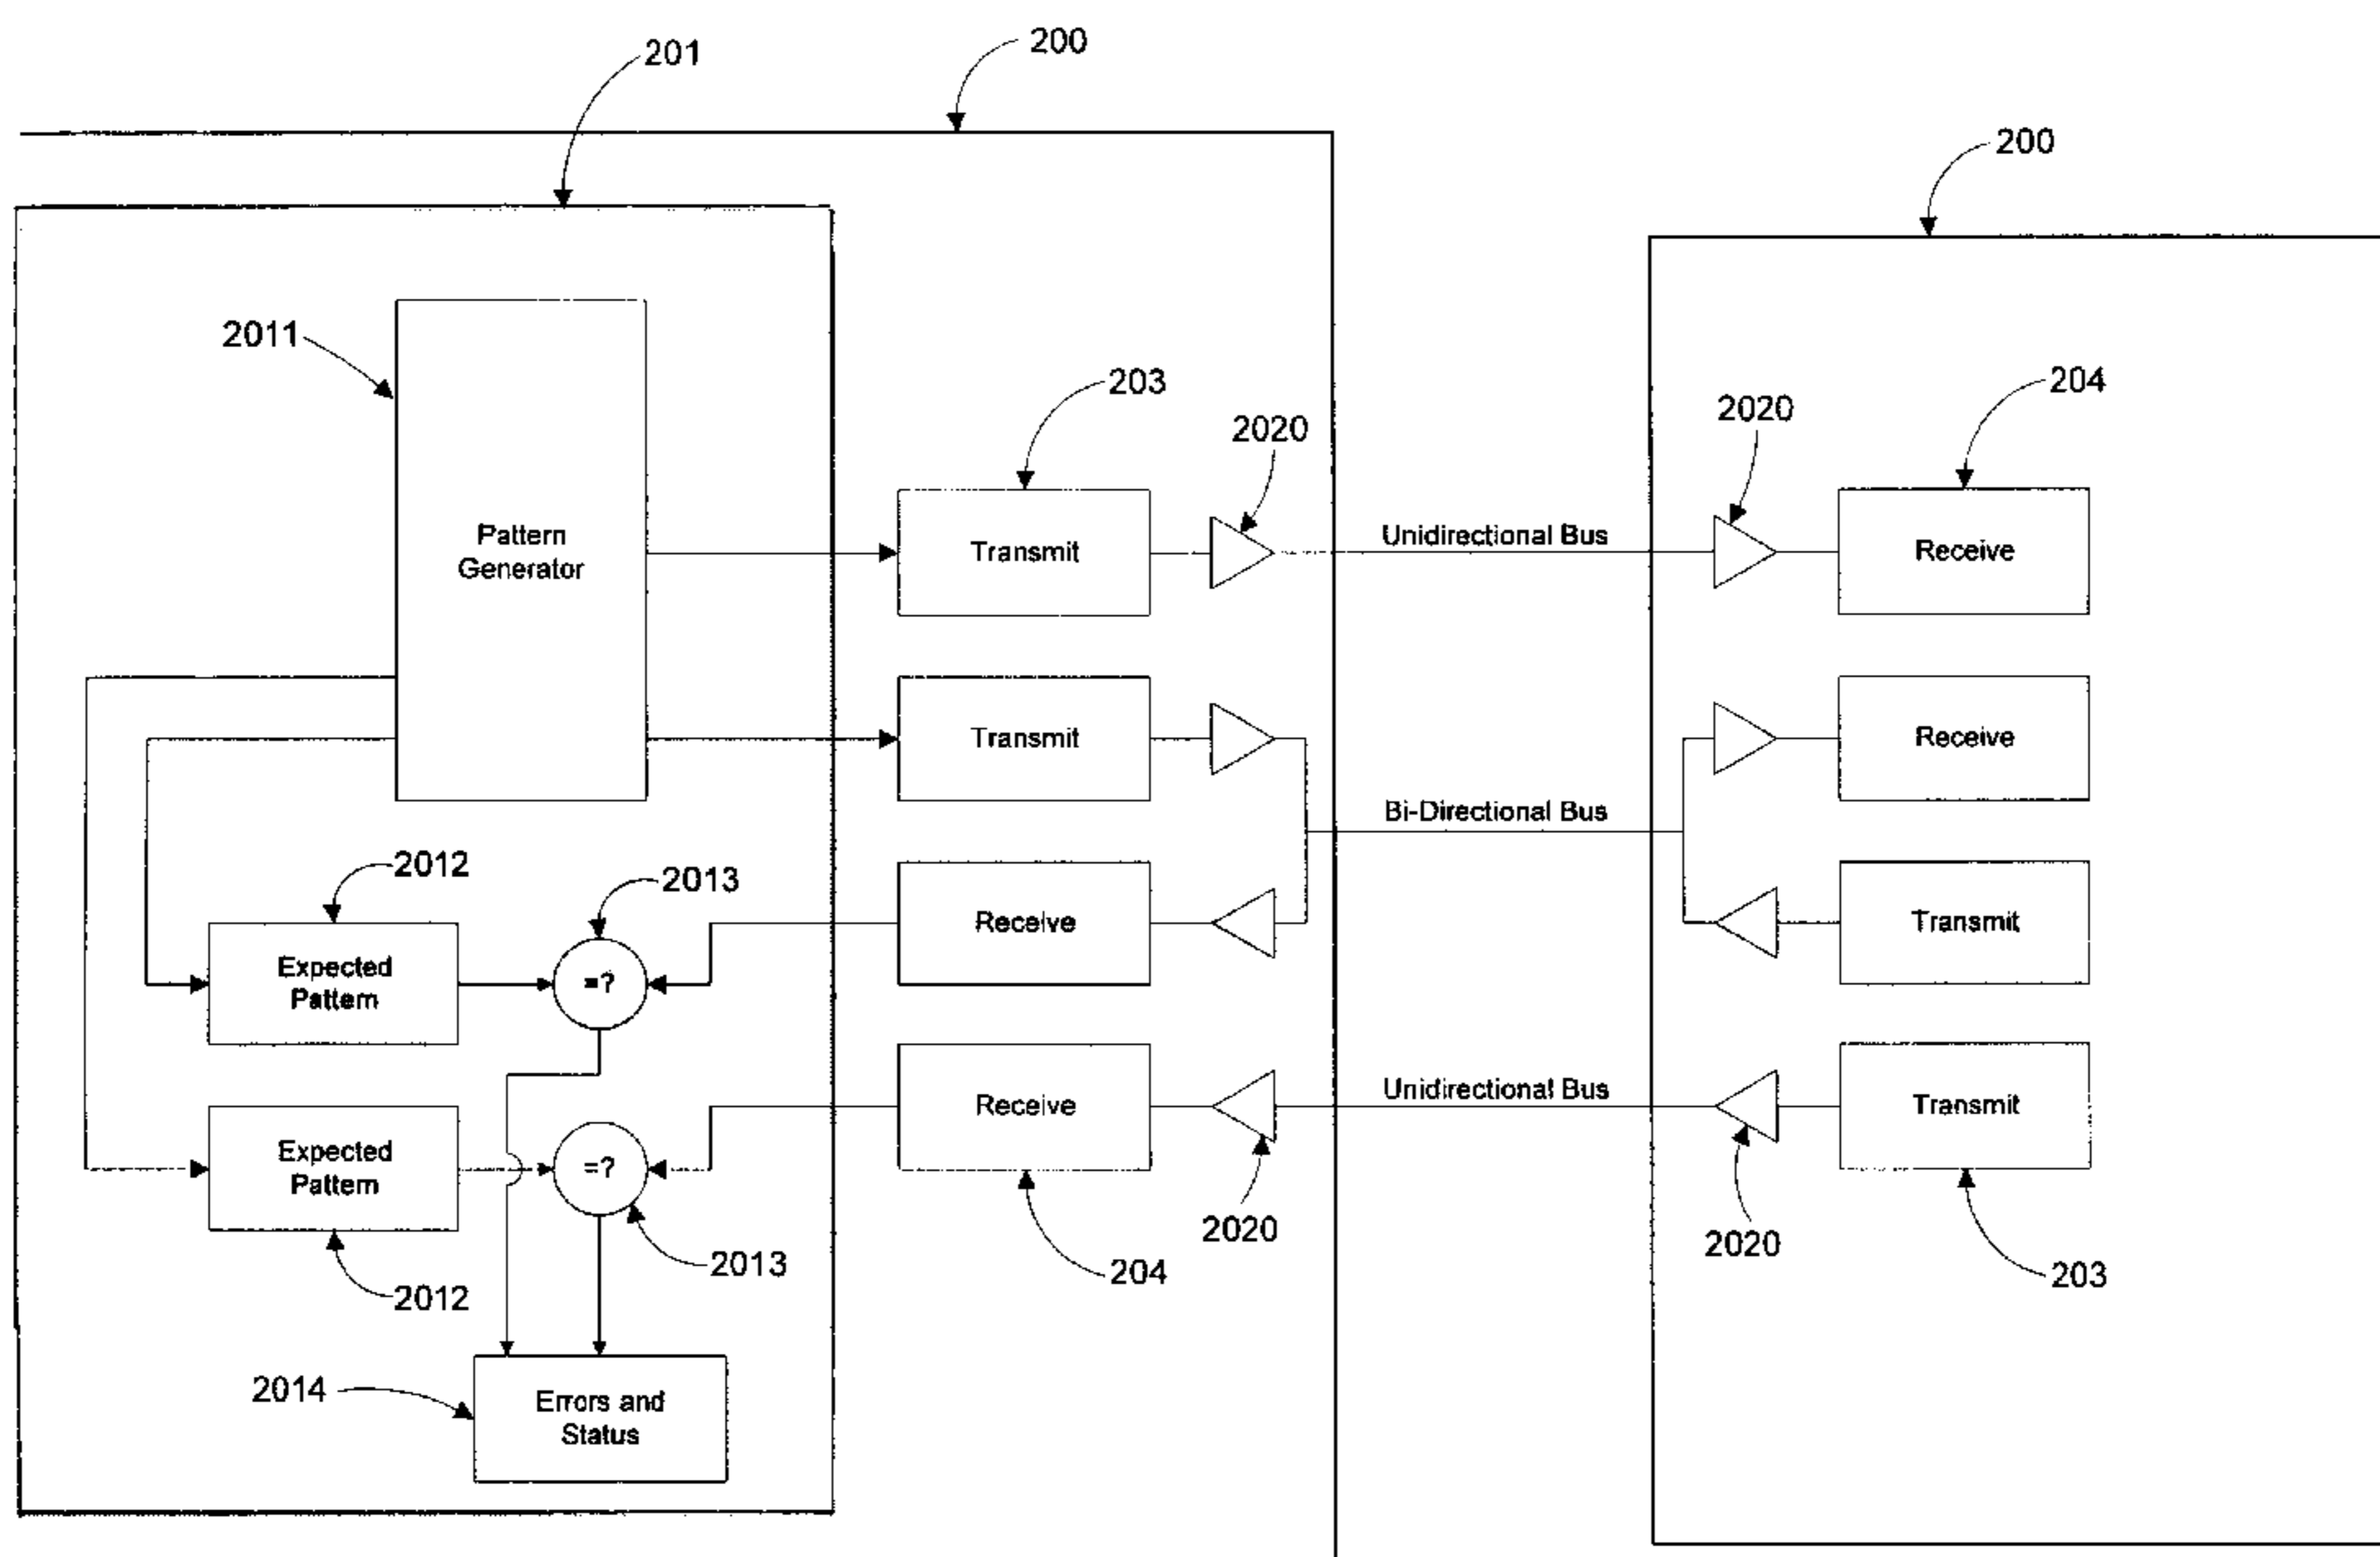 200
201
200
2011
203
204
2020
2020
Pattern
Generator
Transmit
Unidirectional Bus
Receive
Transmit
Receive
Bi-Directional Bus
2012
2013
Expected
Pattern
=?
Receive
Transmit
Expected
Pattern
=?
Receive
Unidirectional Bus
Transmit
2012
2013
204
2020
2020
203
2014
Errors and
Status